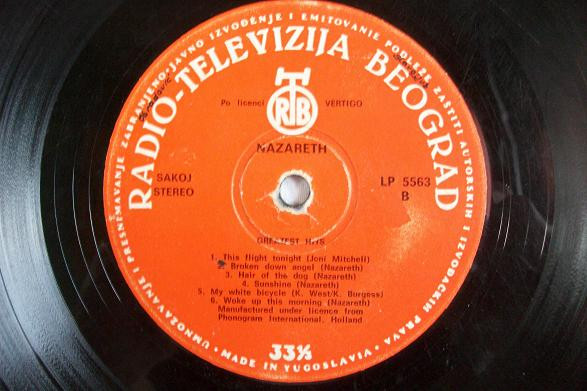 UMNOŽAVANJE I PRESNIMAVANJE ZABRANJENO-JAVNO IZVOĐENJE I EMITOVANJE PODLEŽE ZAŠTITI AUTORSKIH I IZVOĐAČKIH PRAVA
RADIO-TELEVIZIJA BEOGRAD
RTB
Po licenci VERTIGO
NAZARETH
SAKOJ
STEREO
LP 5563
B
GREATEST HITS
1. This flight tonight (Joni Mitchell)
2. Broken down angel (Nazareth)
3. Hair of the dog (Nazareth)
4. Sunshine (Nazareth)
5. My white bicycle (K. West/K. Burgess)
6. Woke up this morning (Nazareth)
Manufactured under licence from
Phonogram International, Holland
33⅓
• MADE IN YUGOSLAVIA •